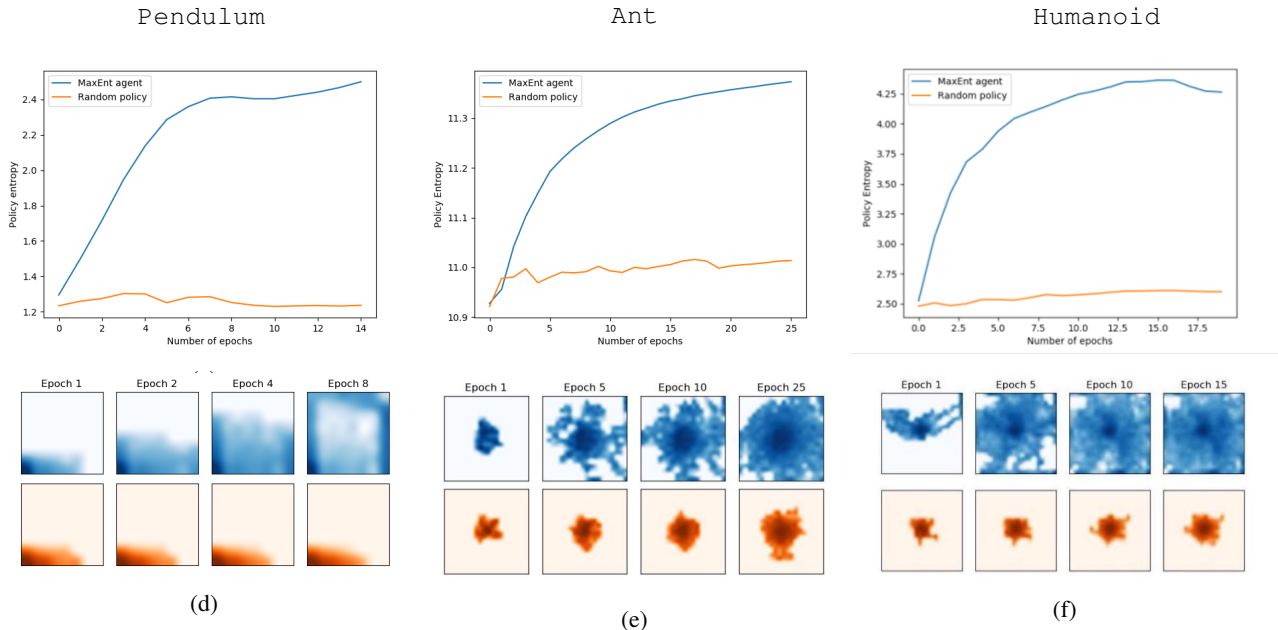 Pendulum
Ant
Humanoid
MaxEnt agent
Random policy
Policy entropy
2.4
2.2
2.0
1.8
1.6
1.4
1.2
0 2 4 6 8 10 12 14
Number of epochs
MaxEnt agent
Random policy
Policy Entropy
11.3
11.2
11.1
11.0
10.9
0 5 10 15 20 25
Number of epochs
MaxEnt agent
Random policy
Policy Entropy
4.25
4.00
3.75
3.50
3.25
3.00
2.75
2.50
0.0 2.5 5.0 7.5 10.0 12.5 15.0 17.5
Number of epochs
Epoch 1 Epoch 2 Epoch 4 Epoch 8
Epoch 1 Epoch 5 Epoch 10 Epoch 25
Epoch 1 Epoch 5 Epoch 10 Epoch 15
(d)
(e)
(f)